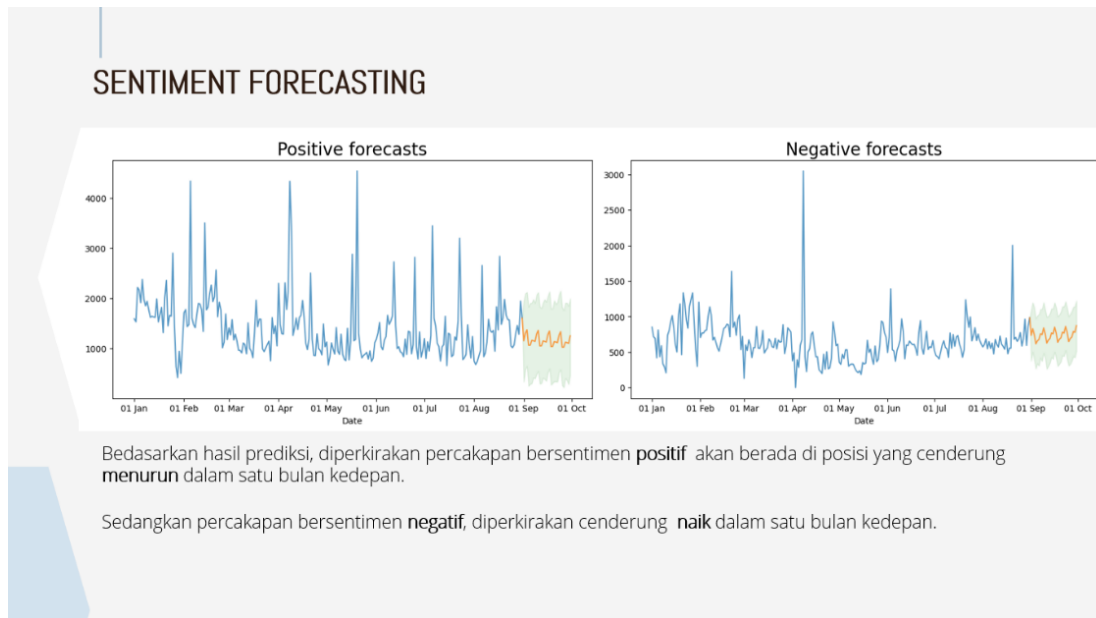 SENTIMENT FORECASTING
Positive forecasts
4000
3000
2000
1000
01 Jan 01 Feb 01 Mar 01 Apr 01 May 01 Jun 01 Jul 01 Aug 01 Sep 01 Oct
Date
Negative forecasts
3000
2500
2000
1500
1000
500
0
01 Jan 01 Feb 01 Mar 01 Apr 01 May 01 Jun 01 Jul 01 Aug 01 Sep 01 Oct
Date
Bedasarkan hasil prediksi, diperkirakan percakapan bersentimen positif akan berada di posisi yang cenderung
menurun dalam satu bulan kedepan.
Sedangkan percakapan bersentimen negatif, diperkirakan cenderung naik dalam satu bulan kedepan.